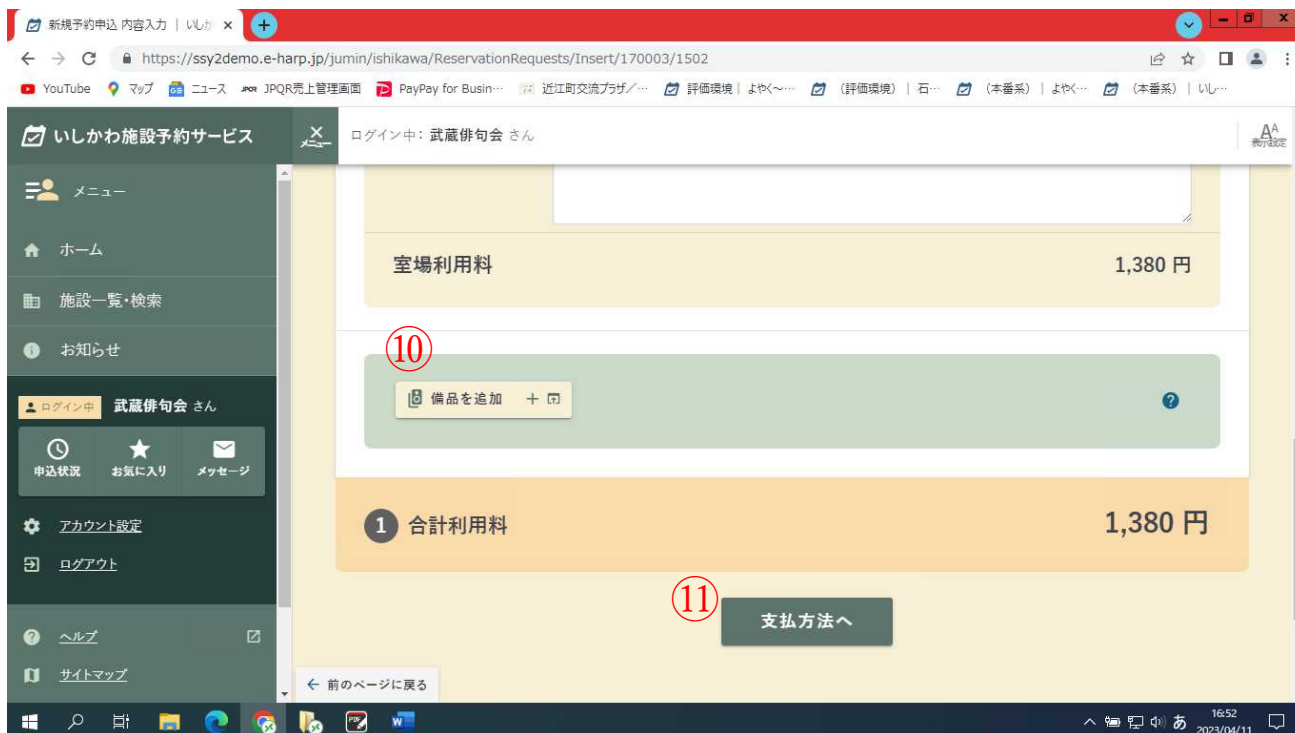 新規予約申込 内容入力 | いしか
https://ssy2demo.e-harp.jp/jumin/ishikawa/ReservationRequests/Insert/170003/1502
YouTube マップ ニュース JPQR売上管理画面 PayPay for Busin… 近江町交流プラザ/… 評価環境 | よやく~… (評価環境) | 石… (本番系) | よやく… (本番系) | いし…
いしかわ施設予約サービス メニュー ログイン中: 武蔵俳句会 さん 表示設定
メニュー
ホーム
施設一覧・検索
お知らせ
ログイン中 武蔵俳句会 さん
申込状況 お気に入り メッセージ
アカウント設定
ログアウト
ヘルプ
サイトマップ
室場利用料 1,380 円
⑩
備品を追加 +
1 合計利用料 1,380 円
⑪
支払方法へ
← 前のページに戻る
あ 16:52
2023/04/11